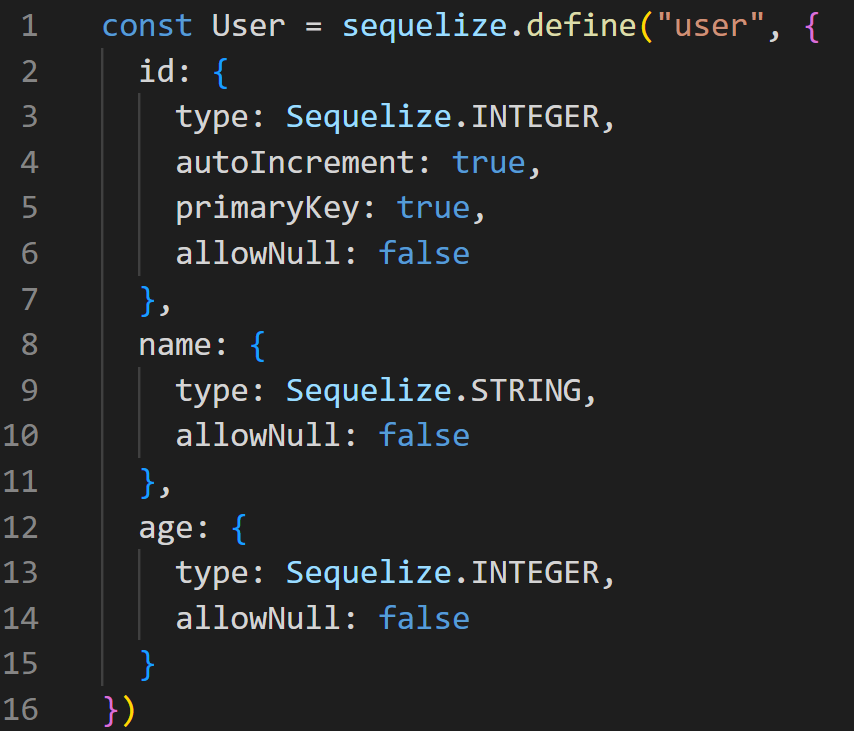 1 const User = sequelize.define("user", {
2 id: {
3 type: Sequelize.INTEGER,
4 autoIncrement: true,
5 primaryKey: true,
6 allowNull: false
7 },
8 name: {
9 type: Sequelize.STRING,
10 allowNull: false
11 },
12 age: {
13 type: Sequelize.INTEGER,
14 allowNull: false
15 }
16 })